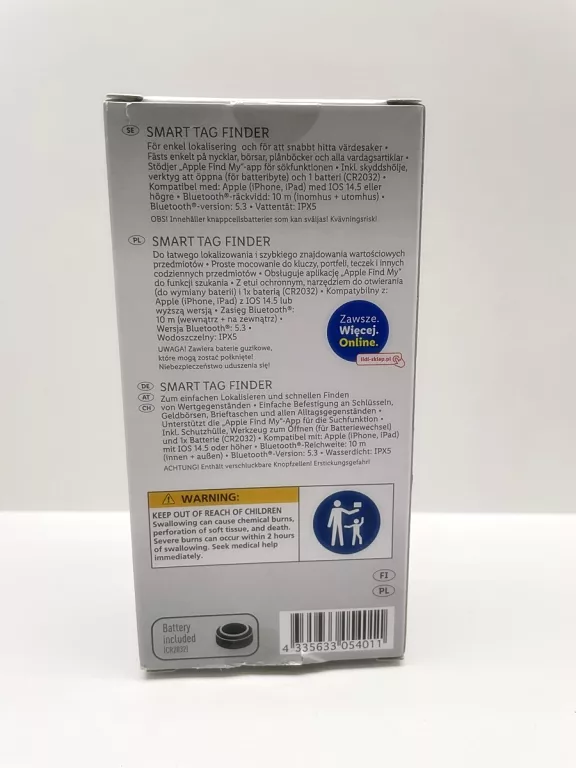 SE SMART TAG FINDER
För enkel lokalisering och för att snabbt hitta värdesaker •
Fästs enkelt på nycklar, börsar, plånböcker och alla vardagsartiklar •
Stödjer „Apple Find My"-app för sökfunktionen • Inkl. skyddshölje,
verktyg att öppna (för batteribyte) och 1 batteri (CR2032) •
Kompatibel med: Apple (iPhone, iPad) med IOS 14.5 eller
högre • Bluetooth®-räckvidd: 10 m (inomhus + utomhus) •
Bluetooth®-version: 5.3 • Vattentät: IPX5
OBS! Innehåller knappcellsbatterier som kan sväljas! Kvävningsrisk!
PL SMART TAG FINDER
Do łatwego lokalizowania i szybkiego znajdowania wartościowych
przedmiotów • Proste mocowanie do kluczy, portfeli, teczek i innych
codziennych przedmiotów • Obsługuje aplikację „Apple Find My"
do funkcji szukania • Z etui ochronnym, narzędziem do otwierania
(do wymiany baterii) i 1x baterią (CR2032) • Kompatybilny z:
Apple (iPhone, iPad) z IOS 14.5 lub
wyższą wersją • Zasięg Bluetooth®:
10 m (wewnątrz + na zewnątrz) •
Wersja Bluetooth®: 5.3 •
Wodoszczelny: IPX5
UWAGA! Zawiera baterie guzikowe,
które mogą zostać połknięte!
Niebezpieczeństwo uduszenia się!
Zawsze.
Więcej.
Online.
lidl-sklep.pl
DE AT CH SMART TAG FINDER
Zum einfachen Lokalisieren und schnellen Finden
von Wertgegenständen • Einfache Befestigung an Schlüsseln,
Geldbörsen, Brieftaschen und allen Alltagsgegenständen •
Unterstützt die „Apple Find My"-App für die Suchfunktion •
Inkl. Schutzhülle, Werkzeug zum Öffnen (für Batteriewechsel)
und 1x Batterie (CR2032) • Kompatibel mit: Apple (iPhone, iPad)
mit IOS 14.5 oder höher • Bluetooth®-Reichweite: 10 m
(innen + außen) • Bluetooth®-Version: 5.3 • Wasserdicht: IPX5
ACHTUNG! Enthält verschluckbare Knopfzellen! Erstickungsgefahr!
WARNING:
KEEP OUT OF REACH OF CHILDREN
Swallowing can cause chemical burns,
perforation of soft tissue, and death.
Severe burns can occur within 2 hours
of swallowing. Seek medical help
immediately.
FI
PL
Battery
included
(CR2032)
4 335633 054011